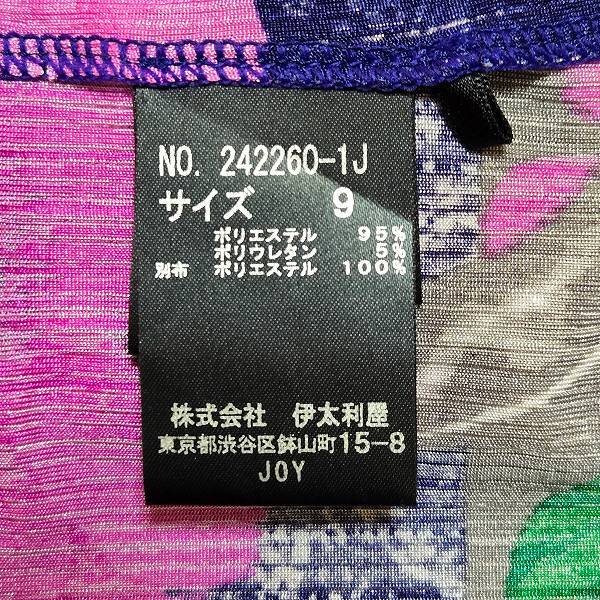 NO. 242260-1J
サイズ 9
ポリエステル 95%
ポリウレタン 5%
別布 ポリエステル 100%
株式会社 伊太利屋
東京都渋谷区鉢山町15-8
JOY